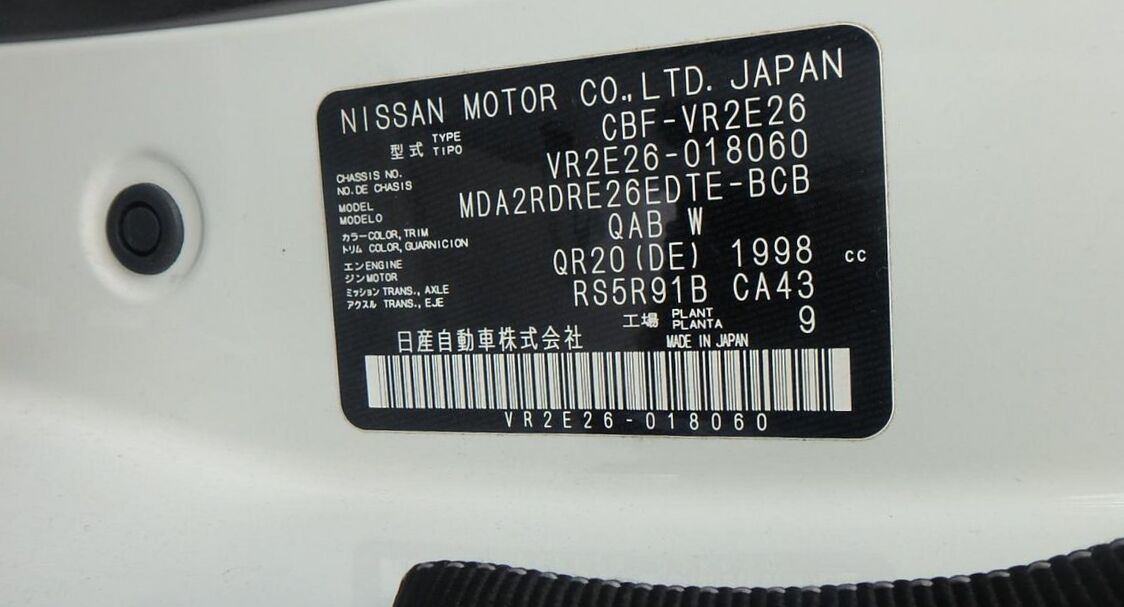 NISSAN MOTOR CO.,LTD. JAPAN
型式 TYPE TIPO CBF-VR2E26
CHASSIS NO. NO.DE CHASIS VR2E26-018060
MODEL MODELO MDA2RDRE26EDTE-BCB
カラー COLOR, TRIM QAB W
トリム COLOR, GUARNICION
エンジン ENGINE MOTOR QR20(DE) 1998 cc
ミッション TRANS., AXLE RS5R91B CA43
アクスル TRANS., EJE
工場 PLANT PLANTA 9
日産自動車株式会社 MADE IN JAPAN
VR2E26-018060